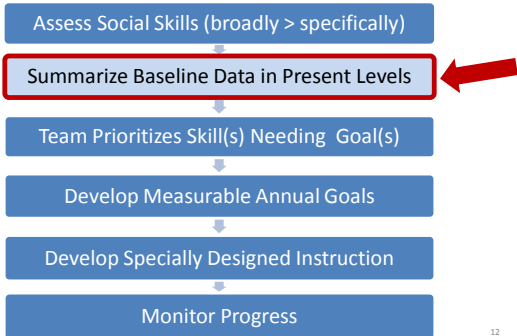 Assess Social Skills (broadly > specifically)
Summarize Baseline Data in Present Levels
Team Prioritizes Skill(s) Needing Goal(s)
Develop Measurable Annual Goals
Develop Specially Designed Instruction
Monitor Progress
12